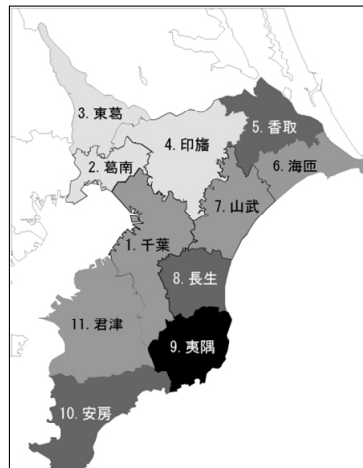 3. 東葛
4. 印旛
5. 香取
2. 葛南
6. 海匝
7. 山武
1. 千葉
8. 長生
11. 君津
9. 夷隅
10. 安房